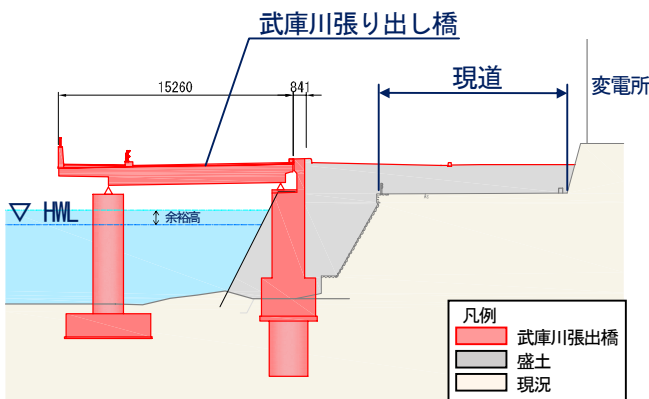 武庫川張り出し橋
15260
841
現道
変電所
▽ HWL
余裕高
凡例
武庫川張出橋
盛土
現況